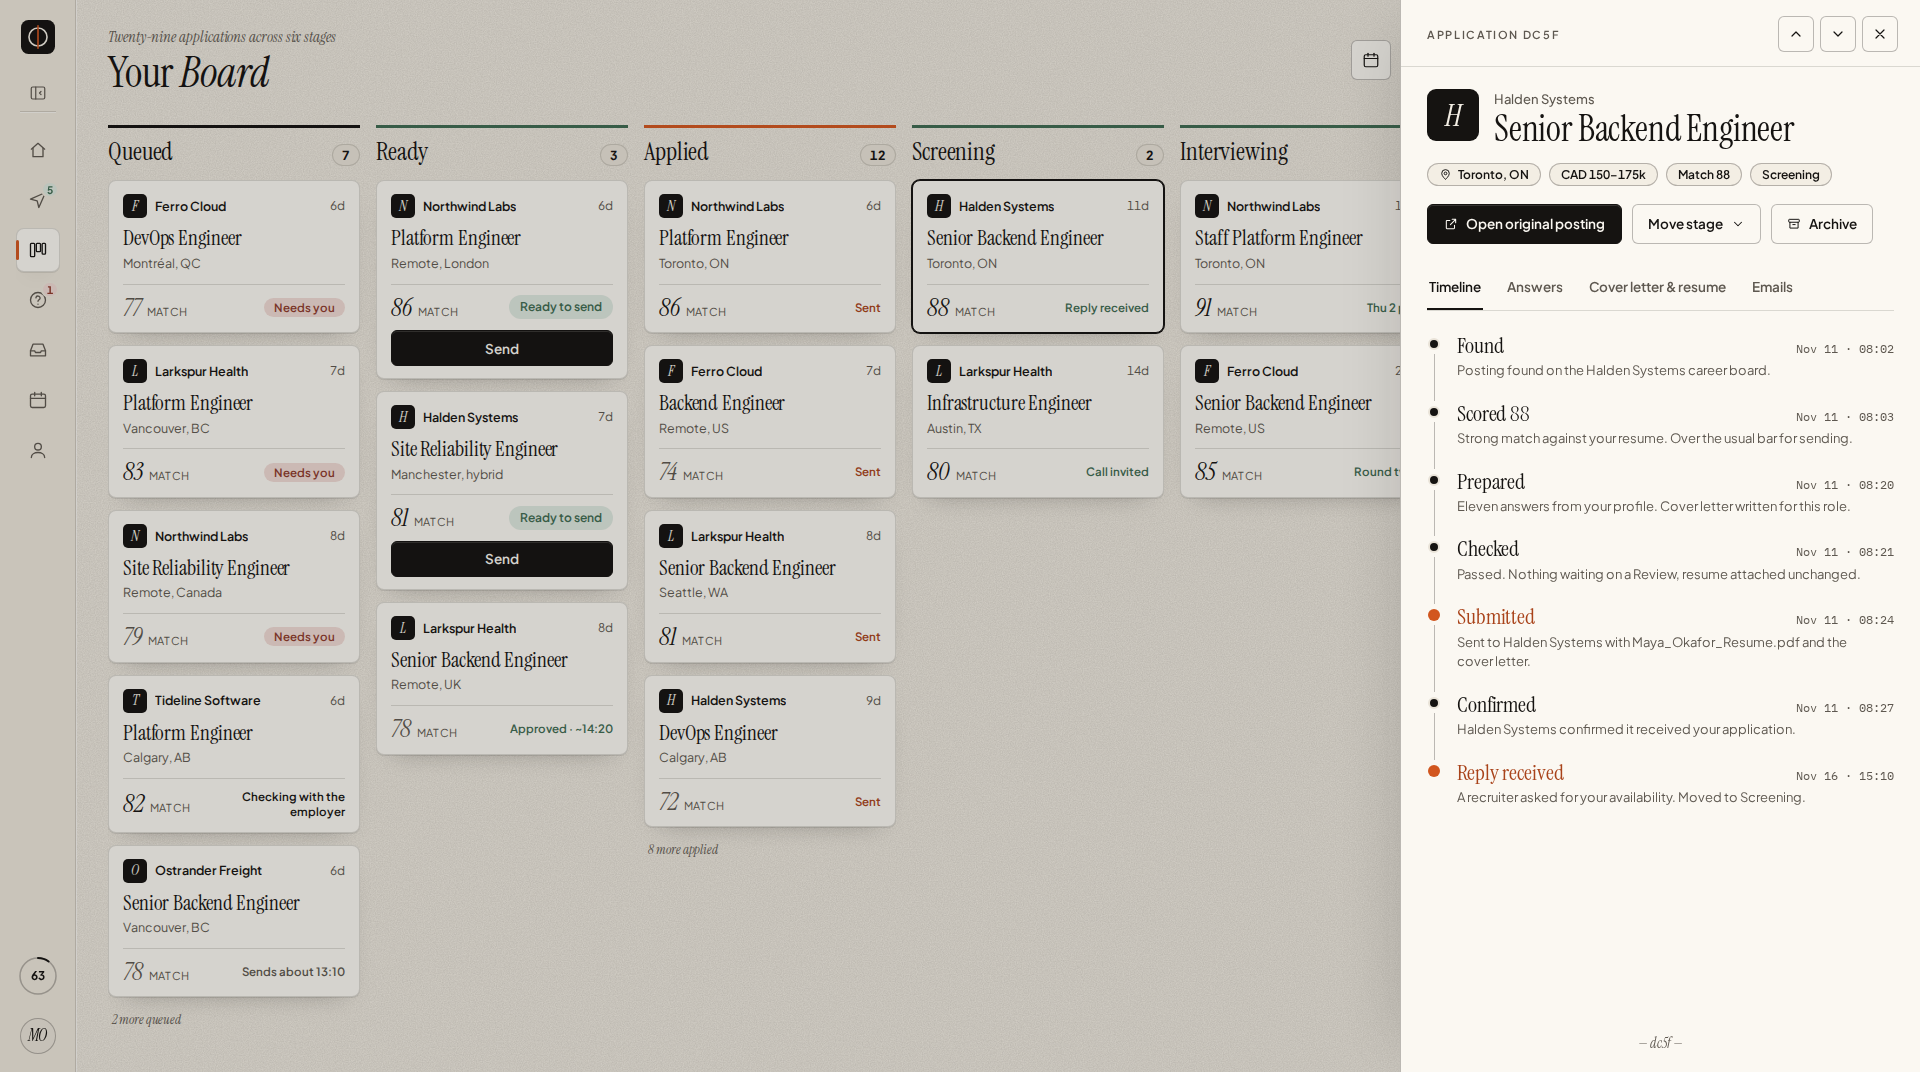 5
1
63
MO
Twenty-nine applications across six stages
Your Board
Queued
7
F
Ferro Cloud
6d
DevOps Engineer
Montréal, QC
77 MATCH
Needs you
L
Larkspur Health
7d
Platform Engineer
Vancouver, BC
83 MATCH
Needs you
N
Northwind Labs
8d
Site Reliability Engineer
Remote, Canada
79 MATCH
Needs you
T
Tideline Software
6d
Platform Engineer
Calgary, AB
82 MATCH
Checking with the
employer
O
Ostrander Freight
6d
Senior Backend Engineer
Vancouver, BC
78 MATCH
Sends about 13:10
2 more queued
Ready
3
N
Northwind Labs
6d
Platform Engineer
Remote, London
86 MATCH
Ready to send
Send
H
Halden Systems
7d
Site Reliability Engineer
Manchester, hybrid
81 MATCH
Ready to send
Send
L
Larkspur Health
8d
Senior Backend Engineer
Remote, UK
78 MATCH
Approved · ~14:20
Applied
12
N
Northwind Labs
6d
Platform Engineer
Toronto, ON
86 MATCH
Sent
F
Ferro Cloud
7d
Backend Engineer
Remote, US
74 MATCH
Sent
L
Larkspur Health
8d
Senior Backend Engineer
Seattle, WA
81 MATCH
Sent
H
Halden Systems
9d
DevOps Engineer
Calgary, AB
72 MATCH
Sent
8 more applied
Screening
2
H
Halden Systems
11d
Senior Backend Engineer
Toronto, ON
88 MATCH
Reply received
L
Larkspur Health
14d
Infrastructure Engineer
Austin, TX
80 MATCH
Call invited
Interviewing
N
Northwind Labs
Staff Platform Engineer
Toronto, ON
91 MATCH
Thu 2
F
Ferro Cloud
Senior Backend Engineer
Remote, US
85 MATCH
Round
APPLICATION DC5F
H
Halden Systems
Senior Backend Engineer
Toronto, ON
CAD 150–175k
Match 88
Screening
Open original posting
Move stage
Archive
Timeline
Answers
Cover letter & resume
Emails
Found
Nov 11 · 08:02
Posting found on the Halden Systems career board.
Scored 88
Nov 11 · 08:03
Strong match against your resume. Over the usual bar for sending.
Prepared
Nov 11 · 08:20
Eleven answers from your profile. Cover letter written for this role.
Checked
Nov 11 · 08:21
Passed. Nothing waiting on a Review, resume attached unchanged.
Submitted
Nov 11 · 08:24
Sent to Halden Systems with Maya_Okafor_Resume.pdf and the
cover letter.
Confirmed
Nov 11 · 08:27
Halden Systems confirmed it received your application.
Reply received
Nov 16 · 15:10
A recruiter asked for your availability. Moved to Screening.
– dc5f –